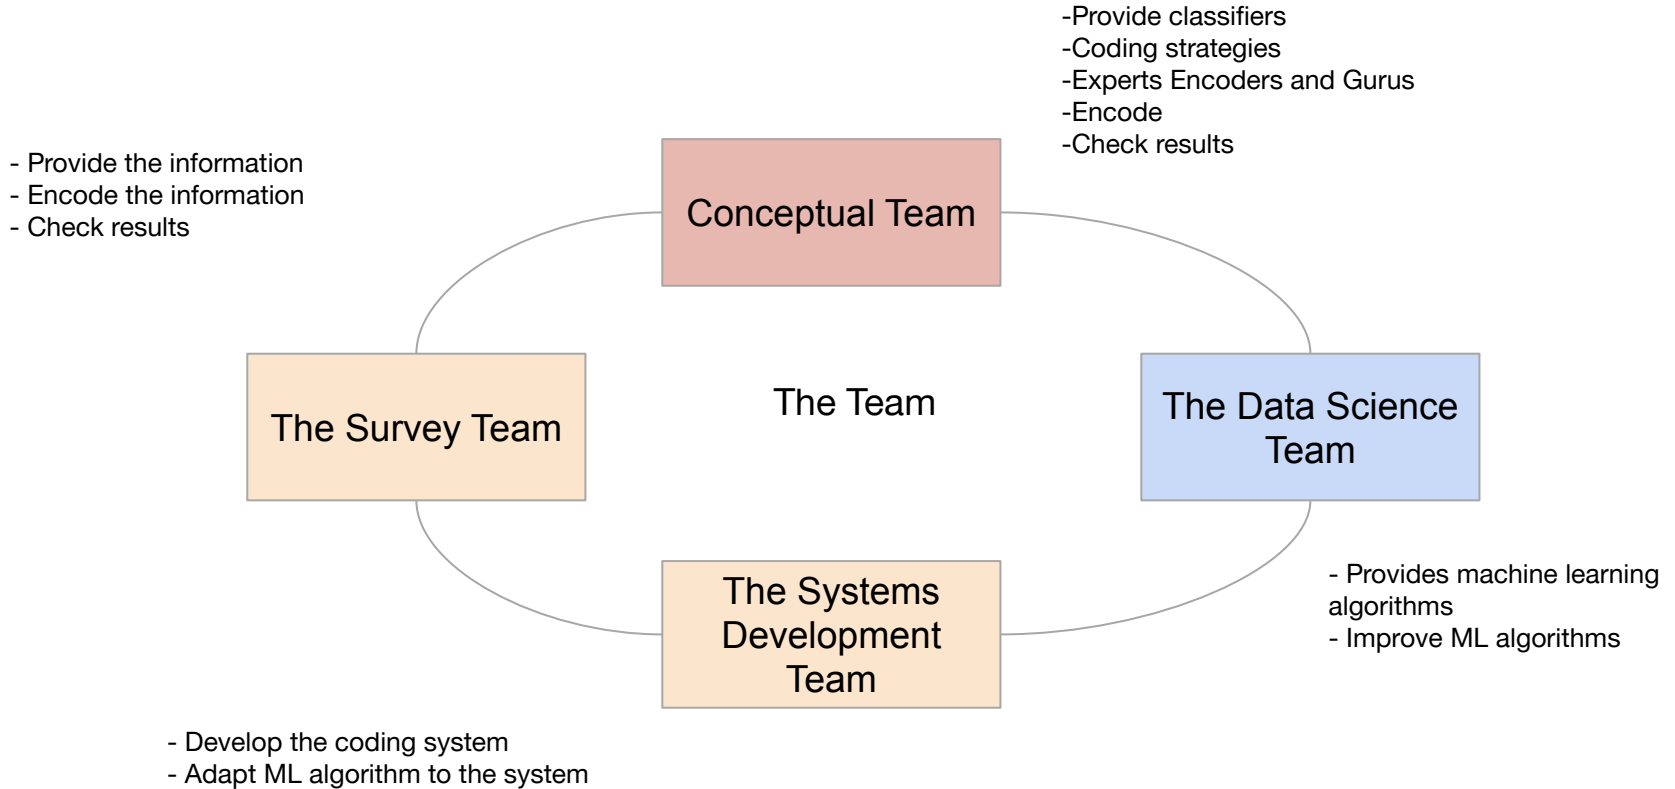 -Provide classifiers
-Coding strategies
-Experts Encoders and Gurus
-Encode
-Check results
- Provide the information
- Encode the information
- Check results
Conceptual Team
The Survey Team
The Team
The Data Science
Team
The Systems
Development
Team
- Provides machine learning
algorithms
- Improve ML algorithms
- Develop the coding system
- Adapt ML algorithm to the system